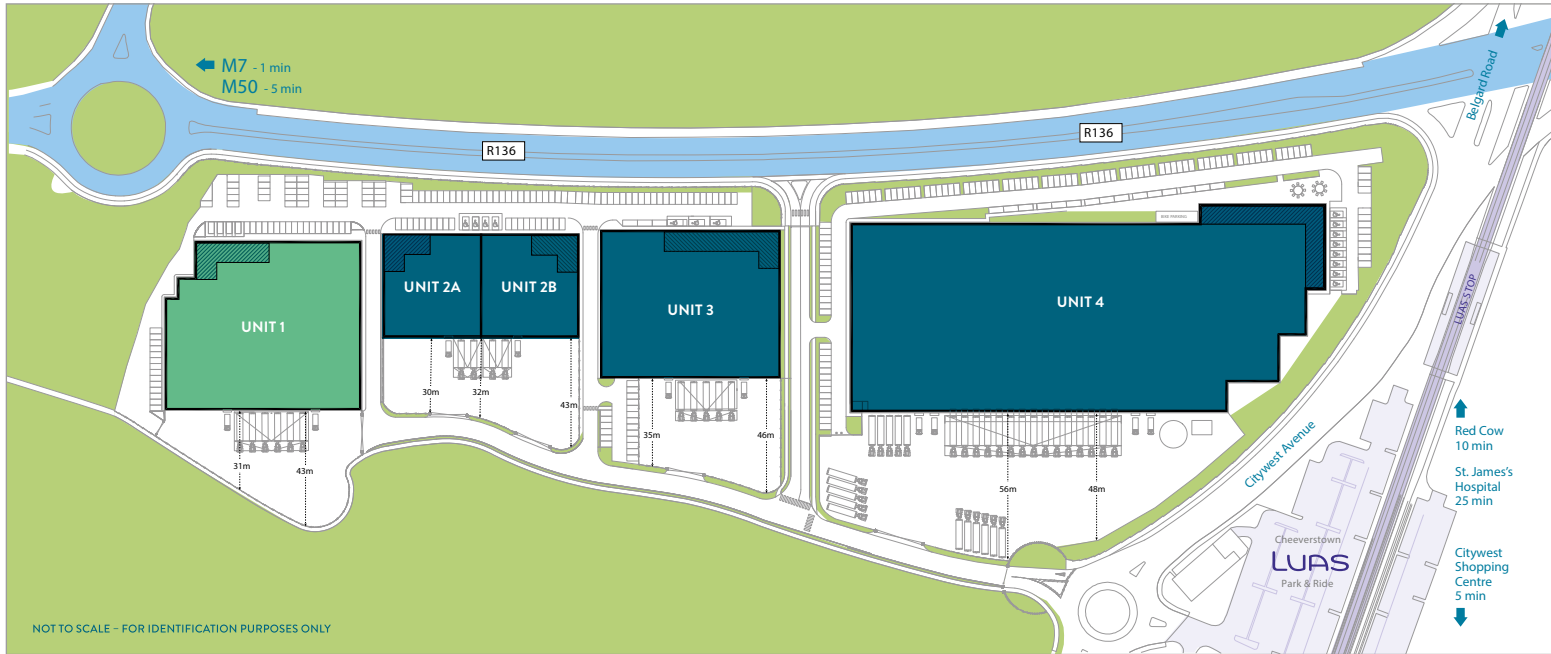 M7 - 1 min
M50 - 5 min
Belgard Road
R136
R136
BIKE PARKING
UNIT 1
UNIT 2A
UNIT 2B
UNIT 3
UNIT 4
LUAS STOP
30m
32m
43m
35m
46m
31m
43m
56m
48m
Citywest Avenue
Red Cow
10 min
St. James's
Hospital
25 min
Cheeverstown
LUAS
Park & Ride
Citywest
Shopping
Centre
5 min
NOT TO SCALE – FOR IDENTIFICATION PURPOSES ONLY